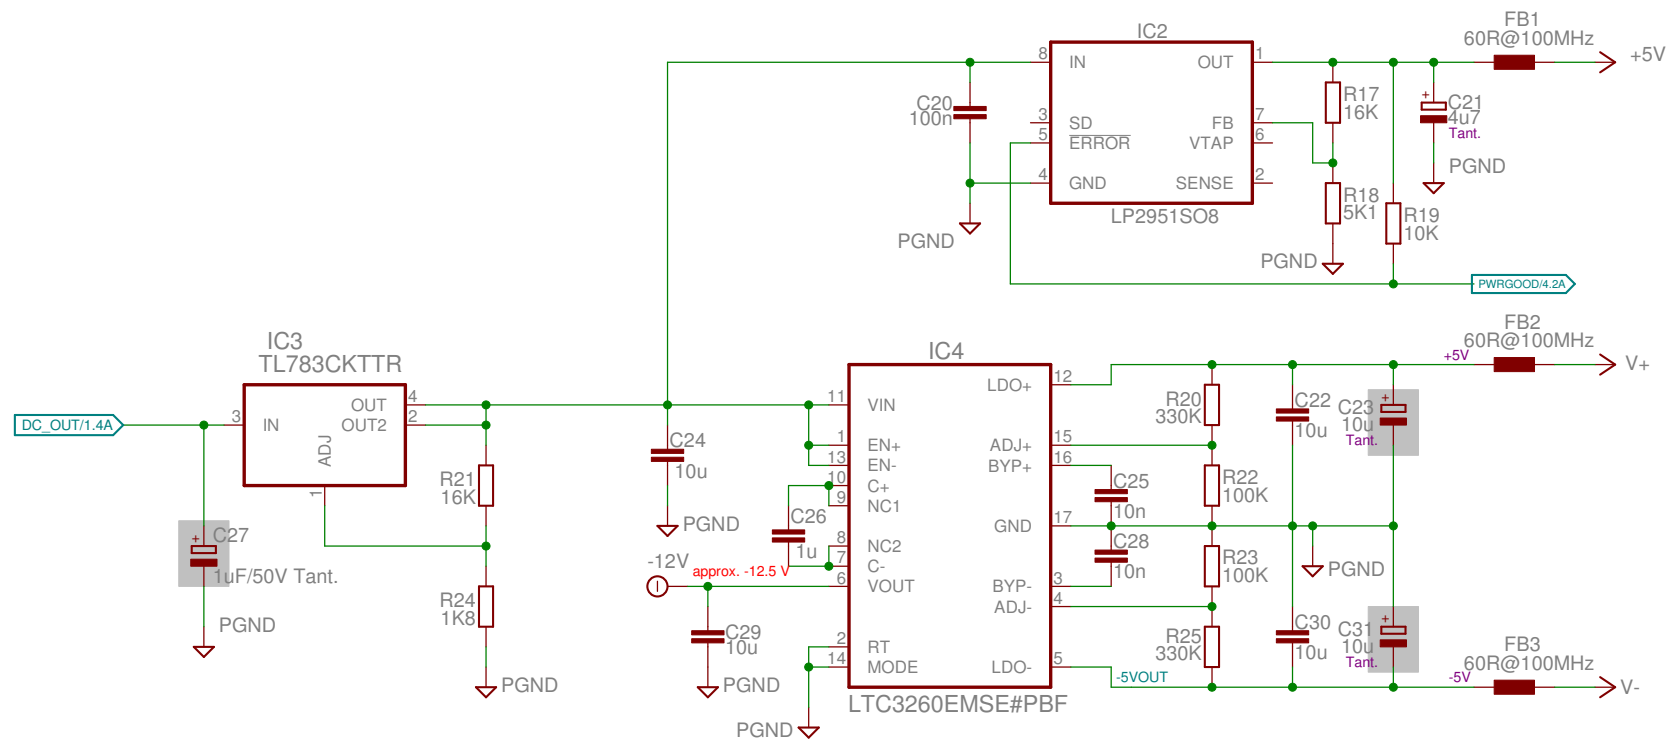 FB1
60R@100MHz
+5V
IC2
8
IN
OUT
1
C20
100n
3
SD
5
ERROR
4
GND
FB
7
VTAP
6
SENSE
2
LP2951SO8
PGND
R17
16K
R18
5K1
PGND
+
C21
4u7
Tant.
PGND
R19
10K
PWRGOOD/4.2A
IC3
TL783CKTTR
DC_OUT/1.4A
3
IN
OUT
4
OUT2
2
ADJ
1
+
C27
1uF/50V Tant.
PGND
R21
16K
R24
1K8
PGND
C24
10u
PGND
C26
1u
-12V
approx. -12.5 V
C29
10u
PGND
PGND
IC4
11
VIN
1
EN+
13
EN-
10
C+
9
NC1
8
NC2
7
C-
6
VOUT
2
RT
14
MODE
LDO+
12
ADJ+
15
BYP+
16
GND
17
BYP-
3
ADJ-
4
LDO-
5
LTC3260EMSE#PBF
C25
10n
C28
10n
R20
330K
R22
100K
R23
100K
R25
330K
C22
10u
C30
10u
+
C23
10u
Tant.
PGND
+
C31
10u
Tant.
-5VOUT
+5V
FB2
60R@100MHz
V+
-5V
FB3
60R@100MHz
V-